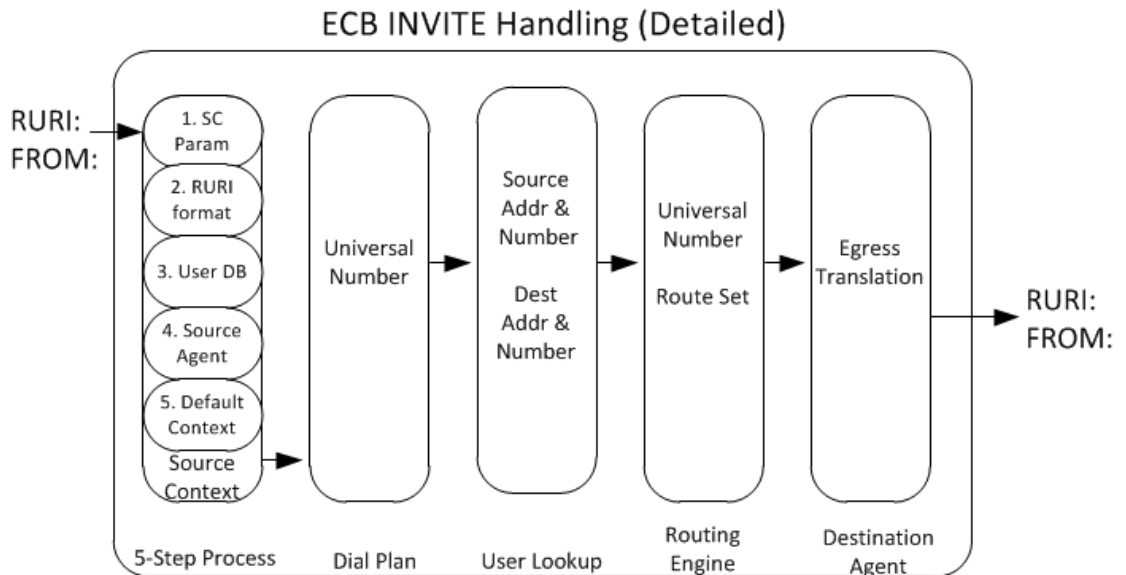 ECB INVITE Handling (Detailed)
RURI:
FROM:
1. SC
Param
2. RURI
format
3. User DB
4. Source
Agent
5. Default
Context
Source
Context
5-Step Process
Universal
Number
Dial Plan
Source
Addr &
Number
Dest
Addr &
Number
User Lookup
Universal
Number
Route Set
Routing
Engine
Egress
Translation
Destination
Agent
RURI:
FROM: